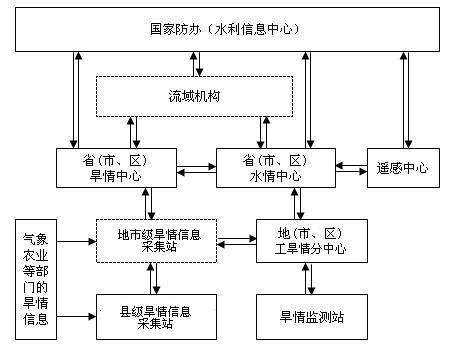 国家防办（水利信息中心）
流域机构
省(市、区)
旱情中心
省(市、区)
水情中心
遥感中心
气象
农业
等部
门的
旱情
信息
地市级旱情信息
采集站
地(市、区)
工旱情分中心
县级旱情信息
采集站
旱情监测站